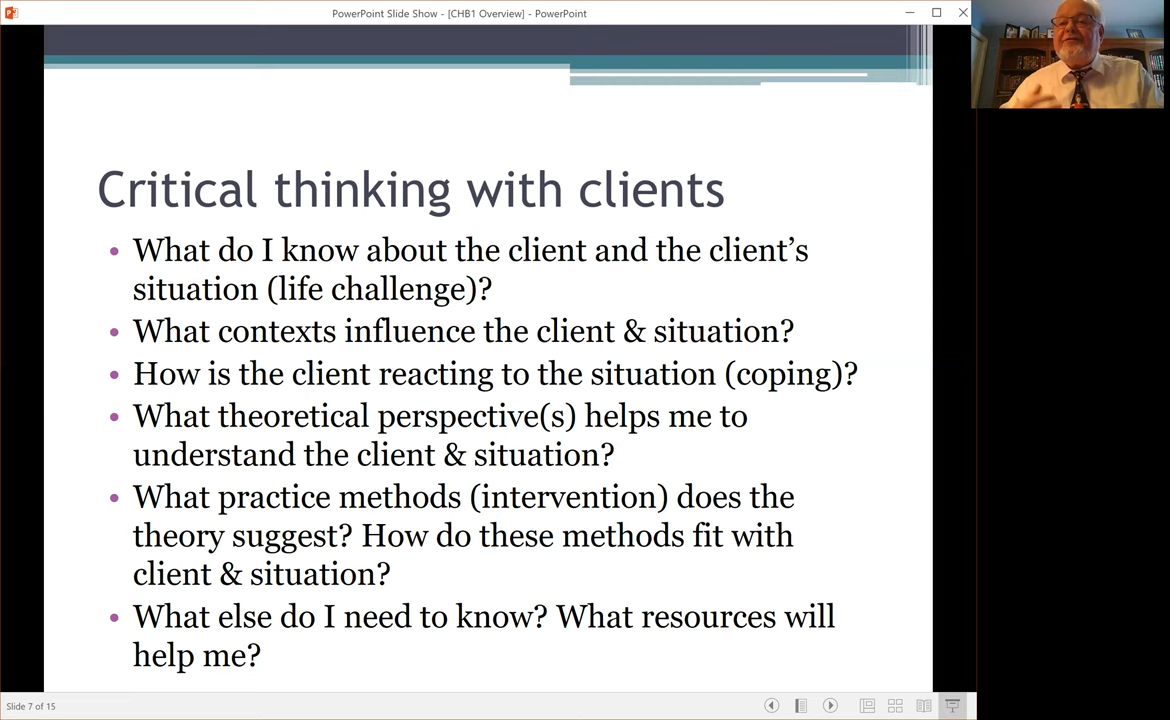 PowerPoint Slide Show - [CHB1 Overview] - PowerPoint
Critical thinking with clients
• What do I know about the client and the client’s
situation (life challenge)?
• What contexts influence the client & situation?
• How is the client reacting to the situation (coping)?
• What theoretical perspective(s) helps me to
understand the client & situation?
• What practice methods (intervention) does the
theory suggest? How do these methods fit with
client & situation?
• What else do I need to know? What resources will
help me?
Slide 7 of 15